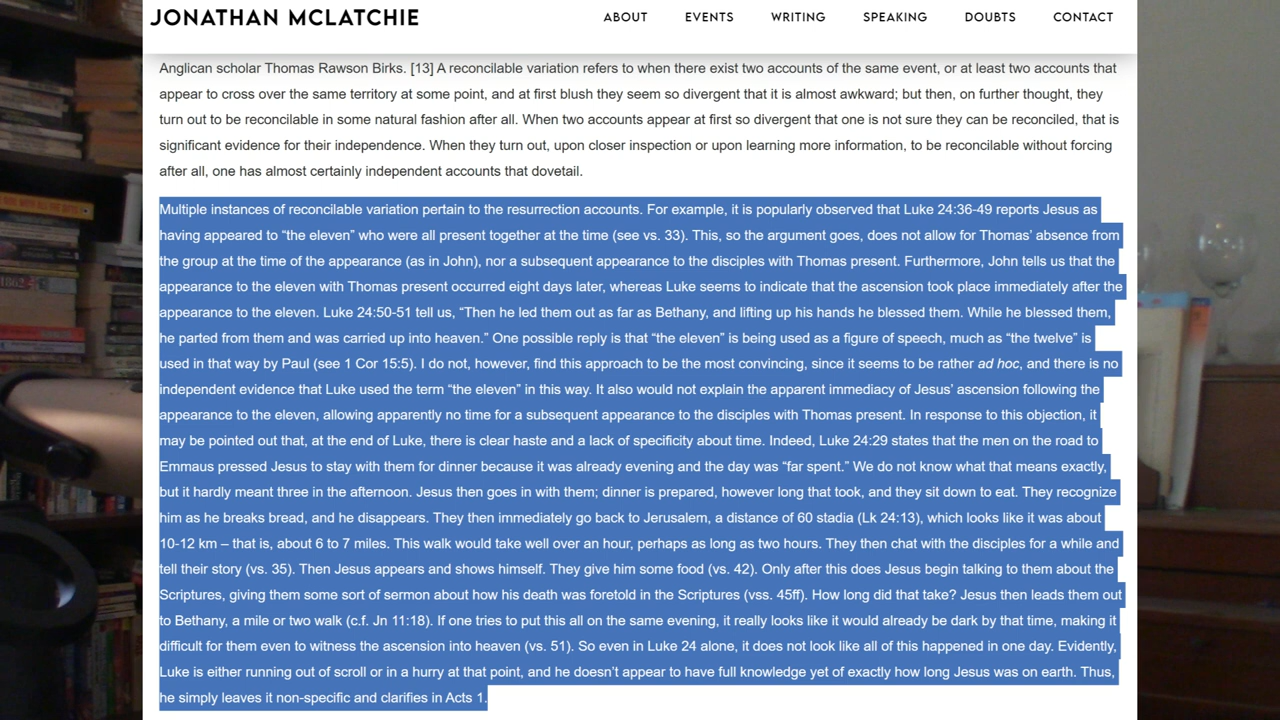 JONATHAN MCLATCHIE
ABOUT EVENTS WRITING SPEAKING DOUBTS CONTACT
Anglican scholar Thomas Rawson Birks. [13] A reconcilable variation refers to when there exist two accounts of the same event, or at least two accounts that
appear to cross over the same territory at some point, and at first blush they seem so divergent that it is almost awkward; but then, on further thought, they
turn out to be reconcilable in some natural fashion after all. When two accounts appear at first so divergent that one is not sure they can be reconciled, that is
significant evidence for their independence. When they turn out, upon closer inspection or upon learning more information, to be reconcilable without forcing
after all, one has almost certainly independent accounts that dovetail.
Multiple instances of reconcilable variation pertain to the resurrection accounts. For example, it is popularly observed that Luke 24:36-49 reports Jesus as
having appeared to “the eleven” who were all present together at the time (see vs. 33). This, so the argument goes, does not allow for Thomas’ absence from
the group at the time of the appearance (as in John), nor a subsequent appearance to the disciples with Thomas present. Furthermore, John tells us that the
appearance to the eleven with Thomas present occurred eight days later, whereas Luke seems to indicate that the ascension took place immediately after the
appearance to the eleven. Luke 24:50-51 tell us, “Then he led them out as far as Bethany, and lifting up his hands he blessed them. While he blessed them,
he parted from them and was carried up into heaven.” One possible reply is that “the eleven” is being used as a figure of speech, much as “the twelve” is
used in that way by Paul (see 1 Cor 15:5). I do not, however, find this approach to be the most convincing, since it seems to be rather ad hoc, and there is no
independent evidence that Luke used the term “the eleven” in this way. It also would not explain the apparent immediacy of Jesus’ ascension following the
appearance to the eleven, allowing apparently no time for a subsequent appearance to the disciples with Thomas present. In response to this objection, it
may be pointed out that, at the end of Luke, there is clear haste and a lack of specificity about time. Indeed, Luke 24:29 states that the men on the road to
Emmaus pressed Jesus to stay with them for dinner because it was already evening and the day was “far spent.” We do not know what that means exactly,
but it hardly meant three in the afternoon. Jesus then goes in with them; dinner is prepared, however long that took, and they sit down to eat. They recognize
him as he breaks bread, and he disappears. They then immediately go back to Jerusalem, a distance of 60 stadia (Lk 24:13), which looks like it was about
10-12 km – that is, about 6 to 7 miles. This walk would take well over an hour, perhaps as long as two hours. They then chat with the disciples for a while and
tell their story (vs. 35). Then Jesus appears and shows himself. They give him some food (vs. 42). Only after this does Jesus begin talking to them about the
Scriptures, giving them some sort of sermon about how his death was foretold in the Scriptures (vss. 45ff). How long did that take? Jesus then leads them out
to Bethany, a mile or two walk (c.f. Jn 11:18). If one tries to put this all on the same evening, it really looks like it would already be dark by that time, making it
difficult for them even to witness the ascension into heaven (vs. 51). So even in Luke 24 alone, it does not look like all of this happened in one day. Evidently,
Luke is either running out of scroll or in a hurry at that point, and he doesn’t appear to have full knowledge yet of exactly how long Jesus was on earth. Thus,
he simply leaves it non-specific and clarifies in Acts 1.